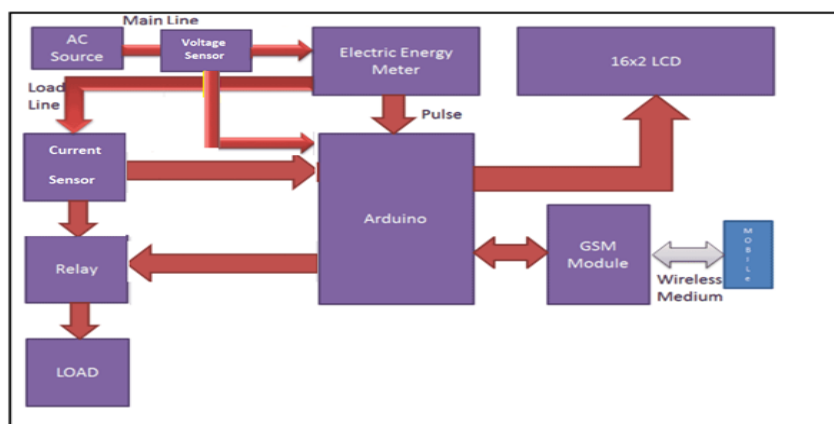 Main Line
AC
Source
Voltage
Sensor
Electric Energy
Meter
16x2 LCD
Load
Line
Pulse
Current
Sensor
Arduino
Relay
GSM
Module
MOBILe
Wireless
Medium
LOAD